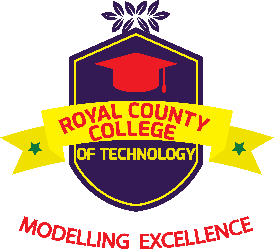 ROYAL COUNTY
COLLEGE
OF TECHNOLOGY
MODELLING EXCELLENCE